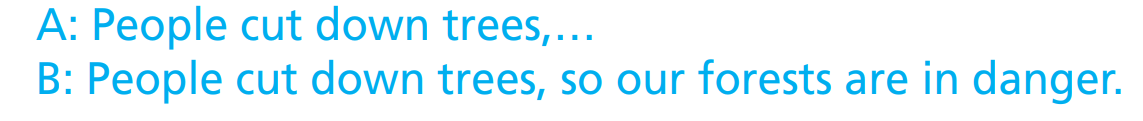 A: People cut down trees,…
B: People cut down trees, so our forests are in danger.